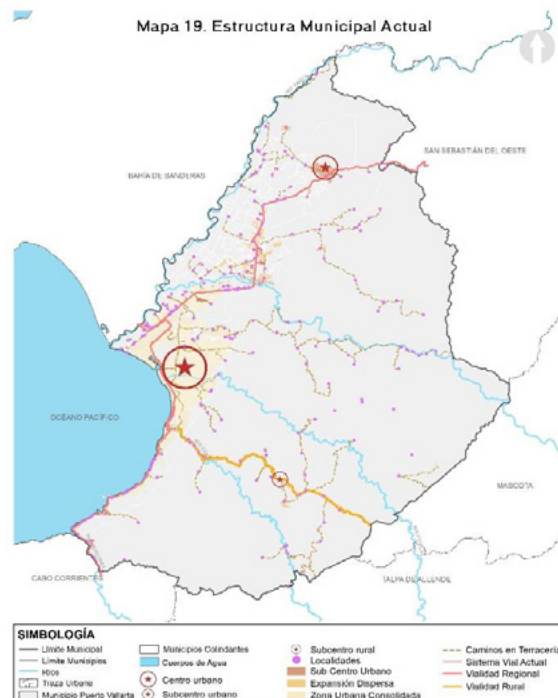 Mapa 19. Estructura Municipal Actual
SAN SEBASTIÁN DEL OESTE
BAHÍA DE BANDERAS
OCÉANO PACÍFICO
MASCOTA
CABO CORRIENTES
TALPA DE ALLENDE
SIMBOLOGÍA
Límite Municipal
Límite Municipios
Ríos
Traza Urbana
Municipio Puerto Vallarta
Municipios Colindantes
Cuerpos de Agua
Centro urbano
Subcentro urbano
Subcentro rural
Localidades
Sub Centro Urbano
Expansión Dispersa
Zona Urbana Consolidada
Caminos en Terracería
Sistema Vial Actual
Vialidad Regional
Vialidad Rural